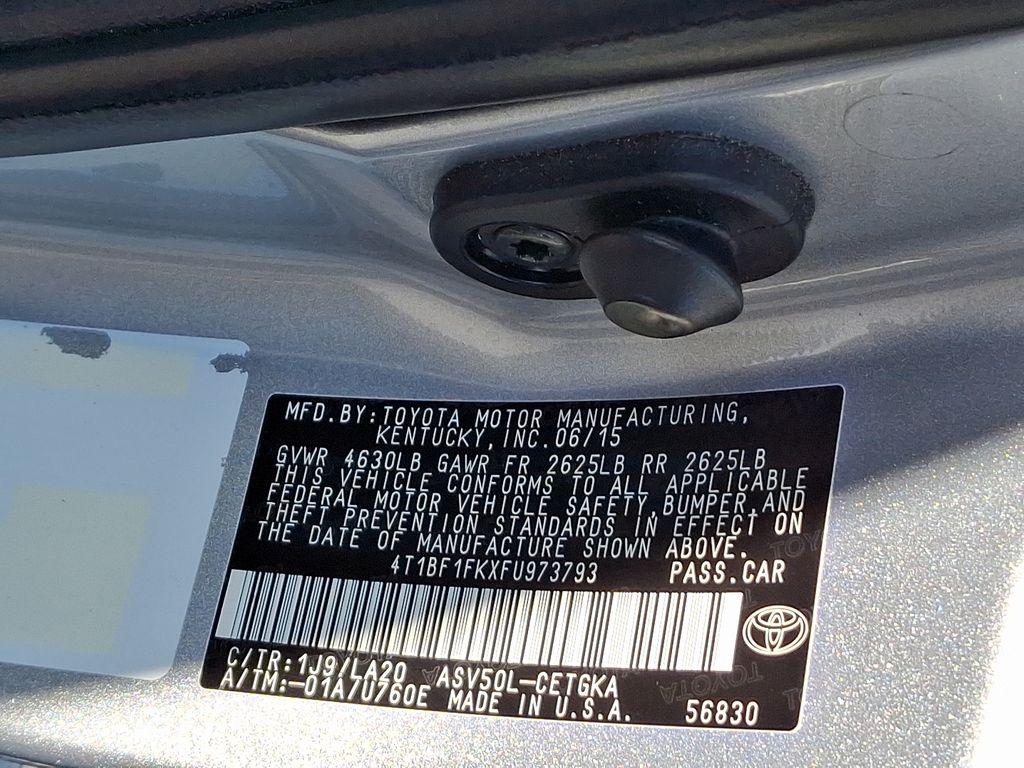 MFD.BY:TOYOTA MOTOR MANUFACTURING,
KENTUCKY, INC. 06/15
GVWR 4630LB GAWR FR 2625LB RR 2625LB
THIS VEHICLE CONFORMS TO ALL APPLICABLE
FEDERAL MOTOR VEHICLE SAFETY, BUMPER, AND
THEFT PREVENTION STANDARDS IN EFFECT ON
THE DATE OF MANUFACTURE SHOWN ABOVE.
4T1BF1FKXFU973793 PASS.CAR
C/TR:1J9/LA20 ASV50L-CETGKA
A/TM:-01A/U760E MADE IN U.S.A. 56830